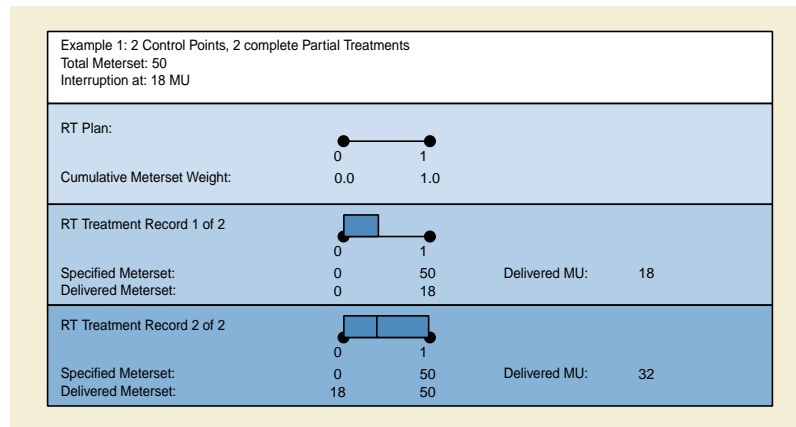 Example 1: 2 Control Points, 2 complete Partial Treatments
Total Meterset: 50
Interruption at: 18 MU
RT Plan:
0 1
Cumulative Meterset Weight: 0.0 1.0
RT Treatment Record 1 of 2
0 1
Specified Meterset: 0 50 Delivered MU: 18
Delivered Meterset: 0 18
RT Treatment Record 2 of 2
0 1
Specified Meterset: 0 50 Delivered MU: 32
Delivered Meterset: 18 50